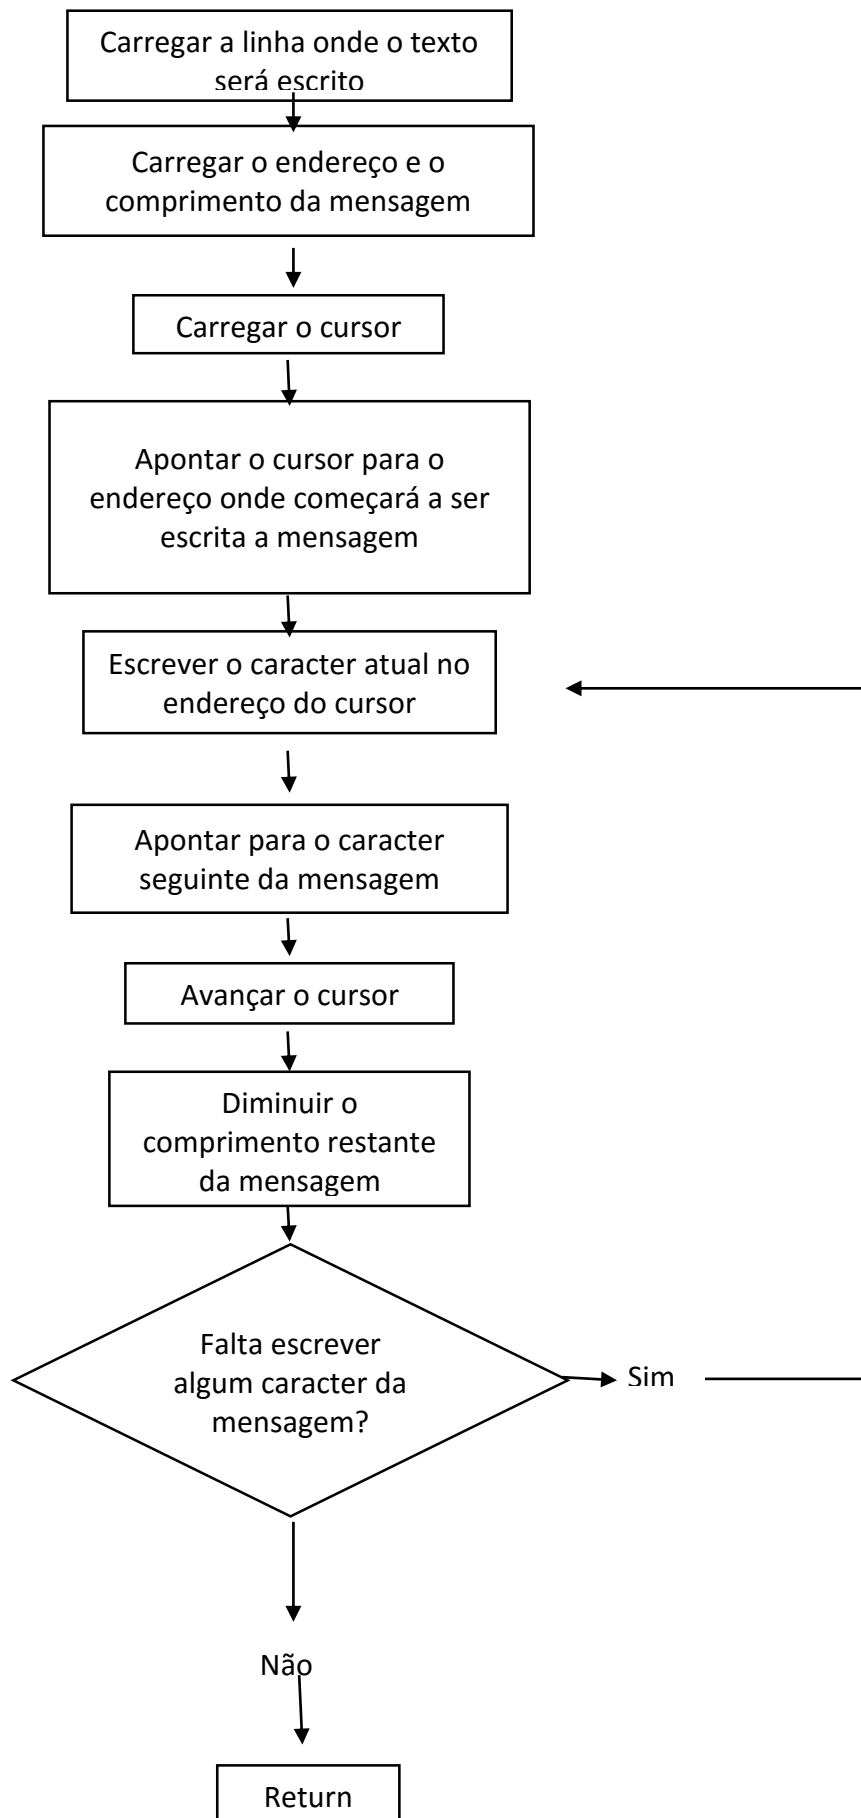 Carregar a linha onde o texto
será escrito
Carregar o endereço e o
comprimento da mensagem
Carregar o cursor
Apontar o cursor para o
endereço onde começará a ser
escrita a mensagem
Escrever o caracter atual no
endereço do cursor
Apontar para o caracter
seguinte da mensagem
Avançar o cursor
Diminuir o
comprimento restante
da mensagem
Falta escrever
algum caracter da
mensagem?
Sim
Não
Return